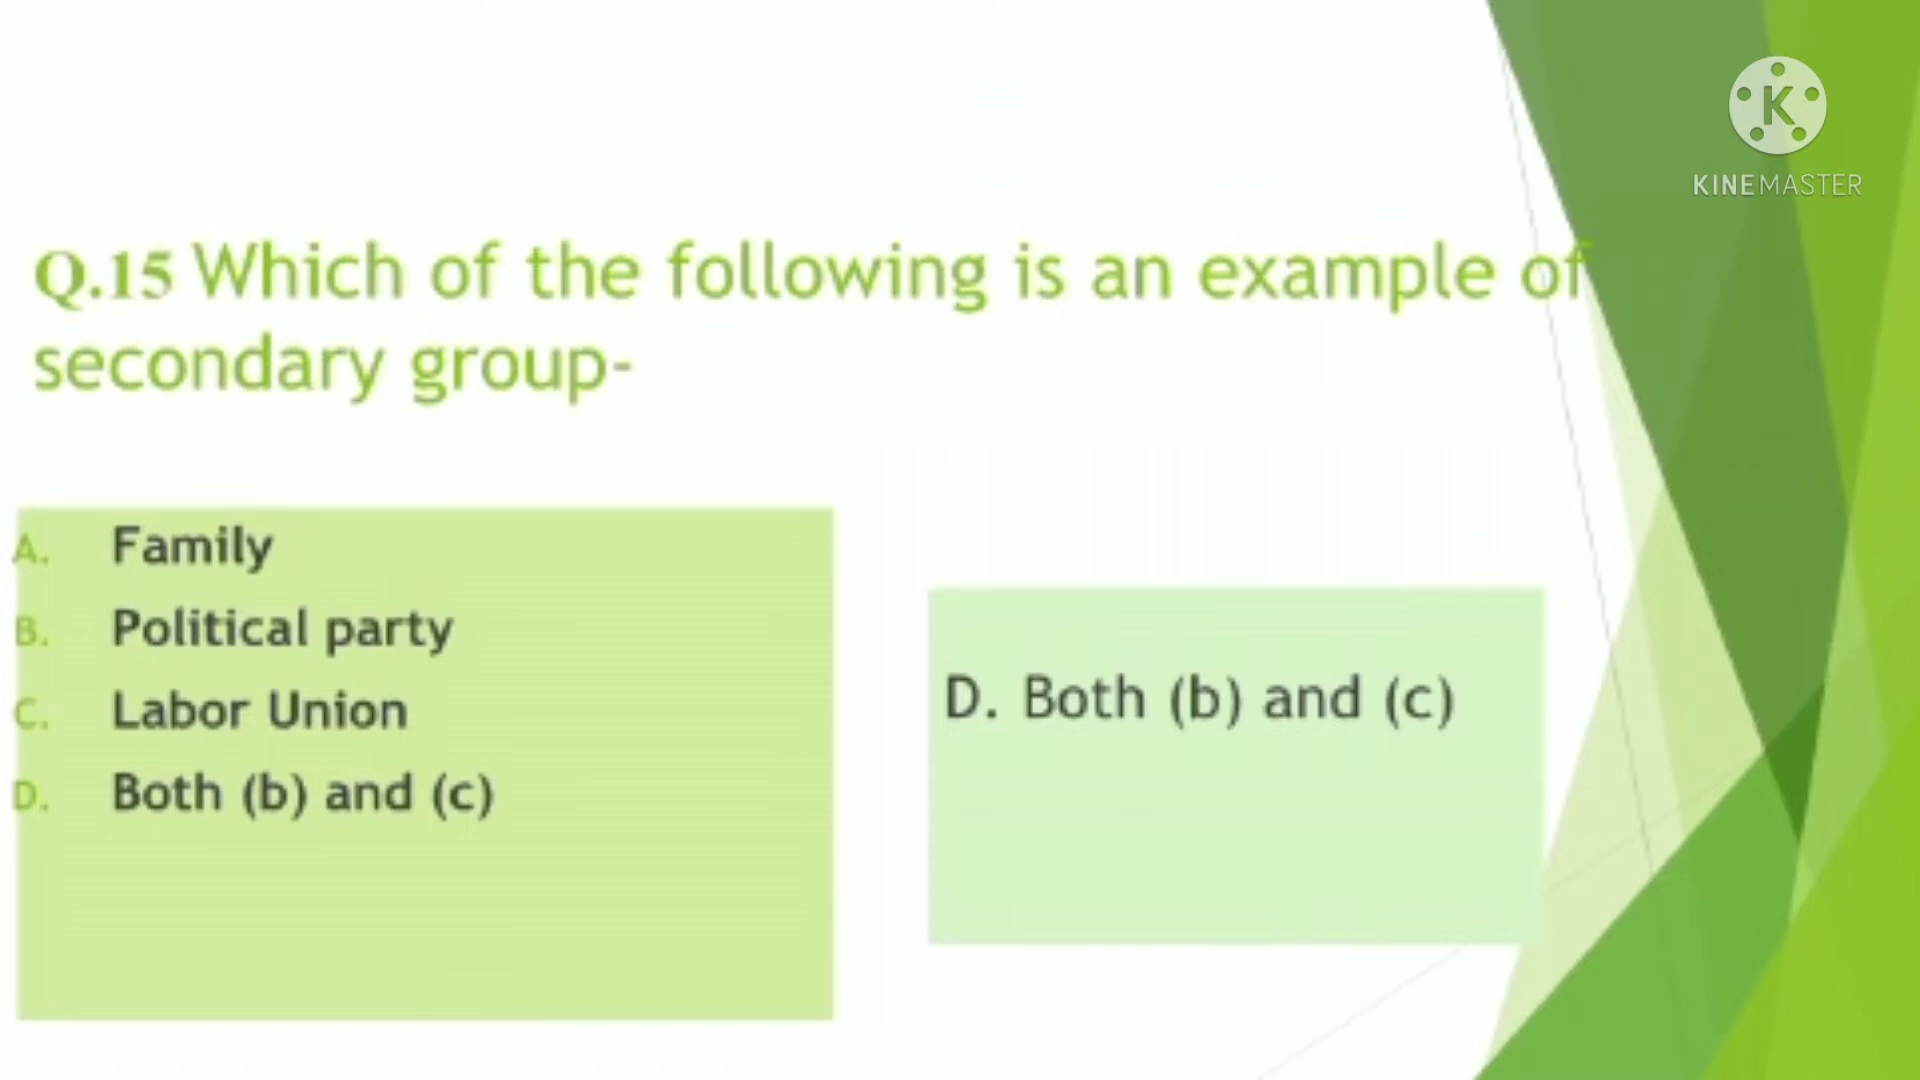 K
KINEMASTER
Q.15 Which of the following is an example of
secondary group-
A. Family
B. Political party
C. Labor Union
D. Both (b) and (c)
D. Both (b) and (c)